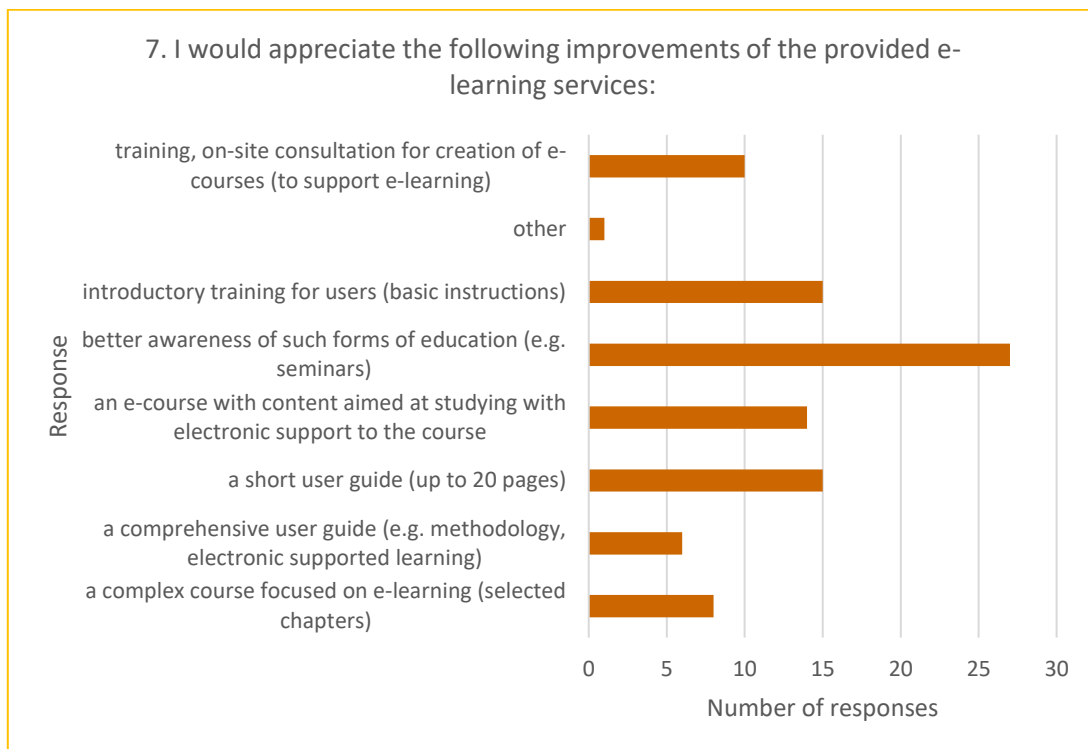 7. I would appreciate the following improvements of the provided e-
learning services:
training, on-site consultation for creation of e-
courses (to support e-learning)
other
introductory training for users (basic instructions)
better awareness of such forms of education (e.g.
seminars)
an e-course with content aimed at studying with
electronic support to the course
a short user guide (up to 20 pages)
a comprehensive user guide (e.g. methodology,
electronic supported learning)
a complex course focused on e-learning (selected
chapters)
Response
0 5 10 15 20 25 30
Number of responses